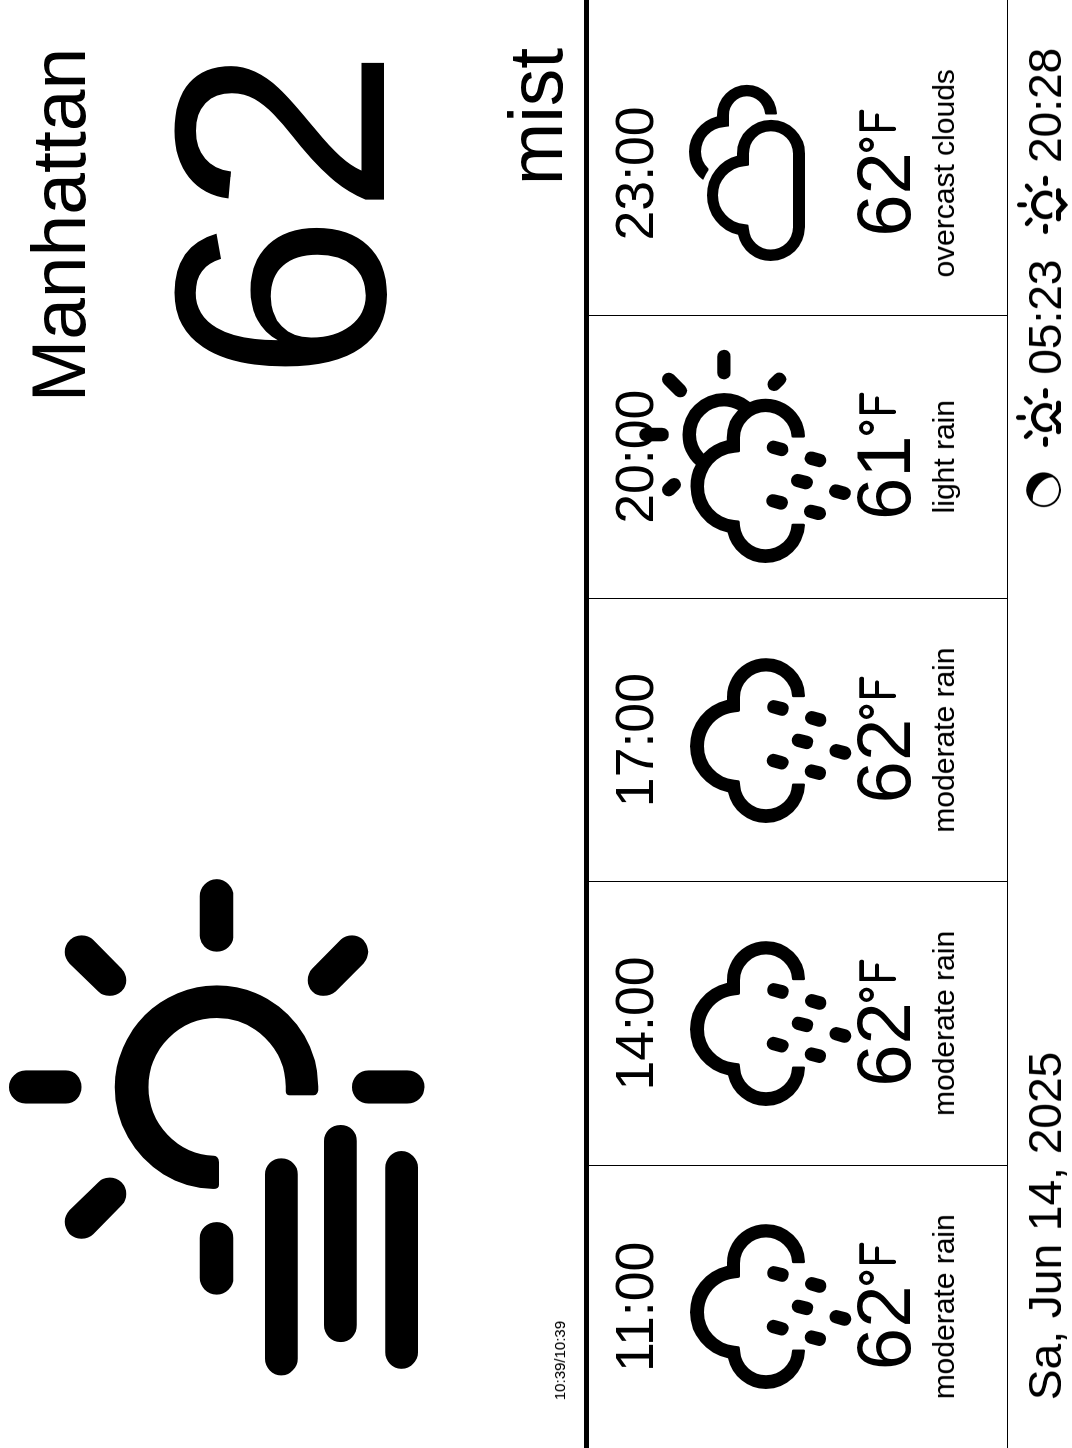 Manhattan
62
mist
10:39/10:39
11:00
62°F
moderate rain
14:00
62°F
moderate rain
17:00
62°F
moderate rain
20:00
61°F
light rain
23:00
62°F
overcast clouds
Sa, Jun 14, 2025
05:23
20:28